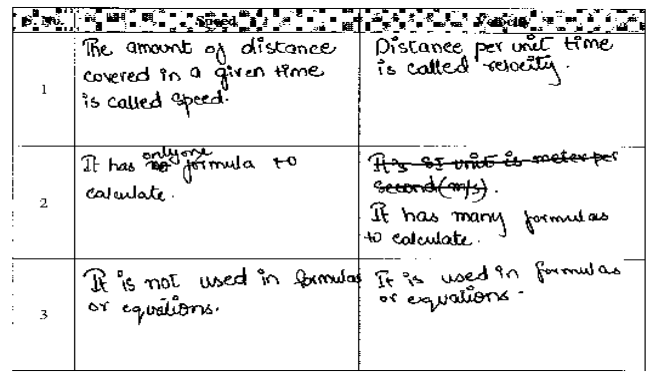 S. No. Speed Velocity
1
The amount of distance
covered in a given time
is called speed.
Distance per unit time
is called velocity.
2
It has only one formula to
calculate.
It's SI unit is meter per
second (m/s).
It has many formulas
to calculate.
3
It is not used in formulas
or equations.
It is used in formulas
or equations.